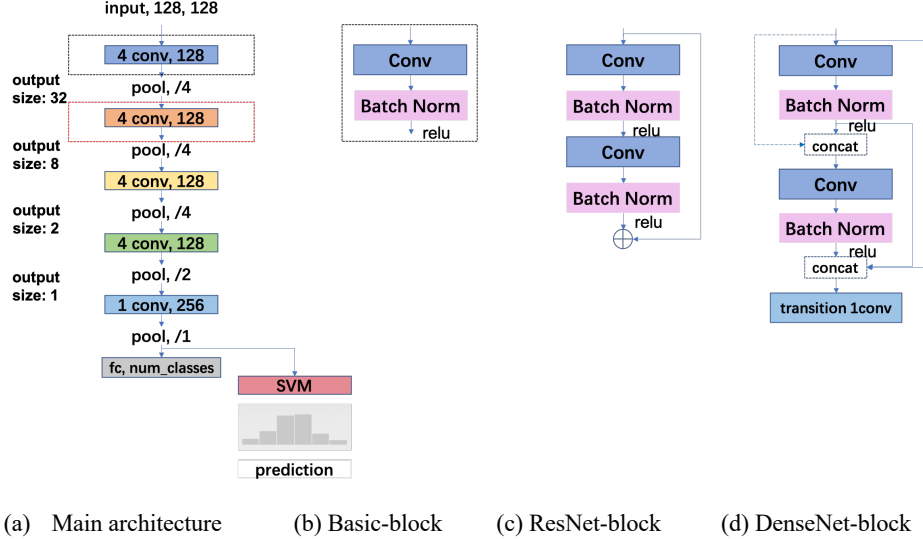 input, 128, 128
4 conv, 128
output
size: 32
pool, /4
4 conv, 128
output
size: 8
pool, /4
4 conv, 128
output
size: 2
pool, /4
4 conv, 128
output
size: 1
pool, /2
1 conv, 256
pool, /1
fc, num_classes
SVM
prediction
(a) Main architecture
Conv
Batch Norm
relu
(b) Basic-block
Conv
Batch Norm
relu
Conv
Batch Norm
relu
(c) ResNet-block
Conv
Batch Norm
relu
concat
Conv
Batch Norm
relu
concat
transition 1conv
(d) DenseNet-block